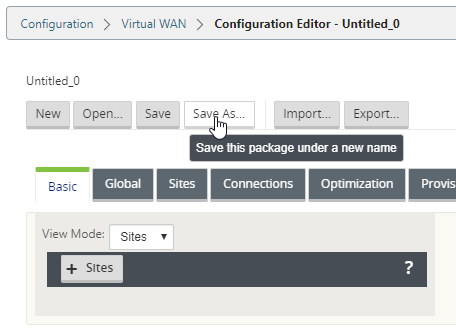 Configuration > Virtual WAN > Configuration Editor - Untitled_0
Untitled_0
New Open... Save Save As... Import... Export...
Save this package under a new name
Basic Global Sites Connections Optimization Provis
View Mode: Sites ▼
+ Sites ?